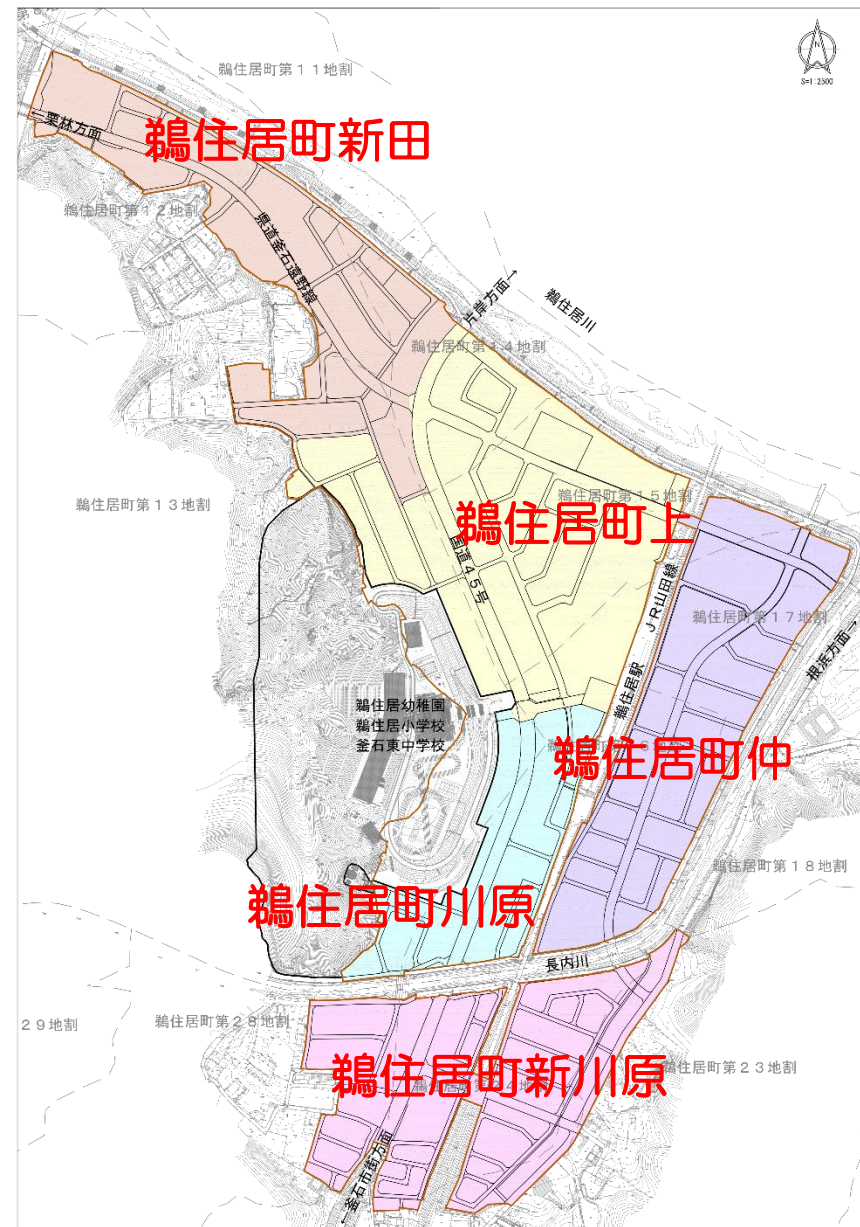 鵜住居町第１１地割
S=1:2500
←栗林方面
鵜住居町新田
鵜住居町第１２地割
県道釜石遠野線
片岸方面→
鵜住居川
鵜住居町第１４地割
鵜住居町第１３地割
鵜住居町第１５地割
鵜住居町上
国道４５号
ＪＲ山田線
鵜住居町第１７地割
根浜方面→
鵜住居駅
鵜住居幼稚園
鵜住居小学校
釜石東中学校
鵜住居町仲
鵜住居町第１８地割
鵜住居町川原
長内川
２９地割
鵜住居町第２８地割
鵜住居町新川原
鵜住居町第２３地割
←釜石市街方面